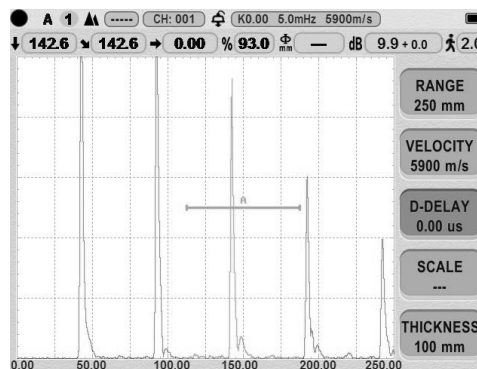 A 1 ----- CH: 001 K0.00 5.0mHz 5900m/s
142.6 142.6 0.00 % 93.0 Φ mm — dB 9.9 + 0.0 2.0
RANGE
250 mm
VELOCITY
5900 m/s
D-DELAY
0.00 us
SCALE
---
THICKNESS
100 mm
A
0.00 50.00 100.00 150.00 200.00 250.00